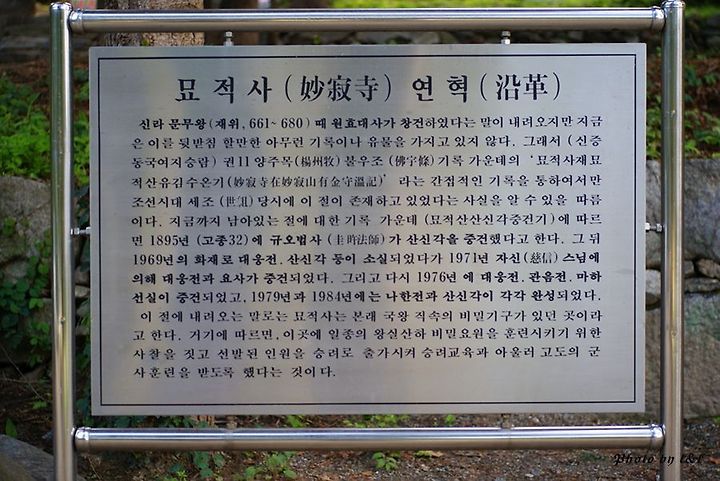 묘적사(妙寂寺)연혁(沿革)
신라 문무왕(재위, 661~680) 때 원효대사가 창건하였다는 말이 내려오지만 지금
은 이를 뒷받침 할만한 아무런 기록이나 유물을 가지고 있지 않다. 그래서 (신증
동국여지승람) 권11 양주목(楊州牧) 불우조 (佛宇條)기록 가운데의 '묘적사재묘
적산유김수온기(妙寂寺在妙寂山有金守溫記)' 라는 간접적인 기록을 통하여서만
조선시대 세조 (世祖) 당시에 이 절이 존재하고 있었다는 사실을 알 수 있을 따름
이다. 지금까지 남아있는 절에 대한 기록 가운데 (묘적산산신각중건기)에 따르
면 1895년 (고종32)에 규오법사 (圭旿法師)가 산신각을 중건했다고 한다. 그 뒤
1969년의 화재로 대웅전. 산신각 등이 소실되었다가 1971년 자신(慈信)스님에
의해 대웅전과 요사가 중건되었다. 그리고 다시 1976년 에 대웅전. 관음전. 마하
선실이 중건되었고, 1979년과 1984년에는 나한전과 산신각이 각각 완성되었다.
이 절에 내려오는 말로는 묘적사는 본래 국왕 직속의 비밀기구가 있던 곳이라
고 한다. 거기에 따르면, 이곳에 일종의 왕실산하 비밀요원을 훈련시키기 위한
사찰을 짓고 선발된 인원을 승려로 출가시켜 승려교육과 아울러 고도의 군
사훈련을 받도록 했다는 것이다.
Photo by l&l